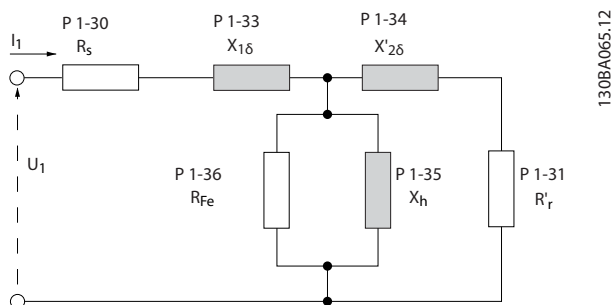 P 1-33
P 1-34
P 1-30
I₁
Rₛ
X₁δ
X'₂δ
U₁
P 1-36
R_Fe
P 1-35
Xₕ
P 1-31
R'ᵣ
130BA065.12